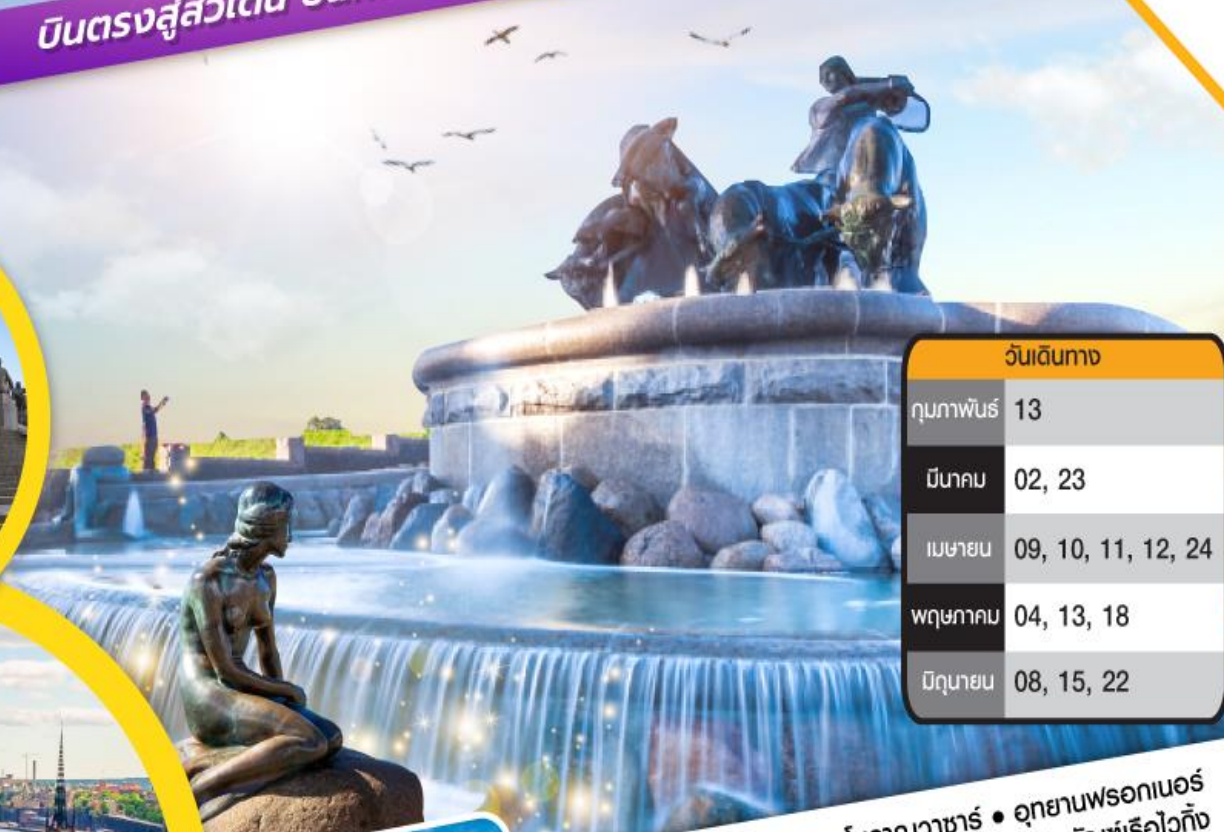 บินตรงสู่สวีเดน
วันเดินทาง
กุมภาพันธ์ 13
มีนาคม 02, 23
เมษายน 09, 10, 11, 12, 24
พฤษภาคม 04, 13, 18
มิถุนายน 08, 15, 22
• อุทยานฟรอกเนอร์